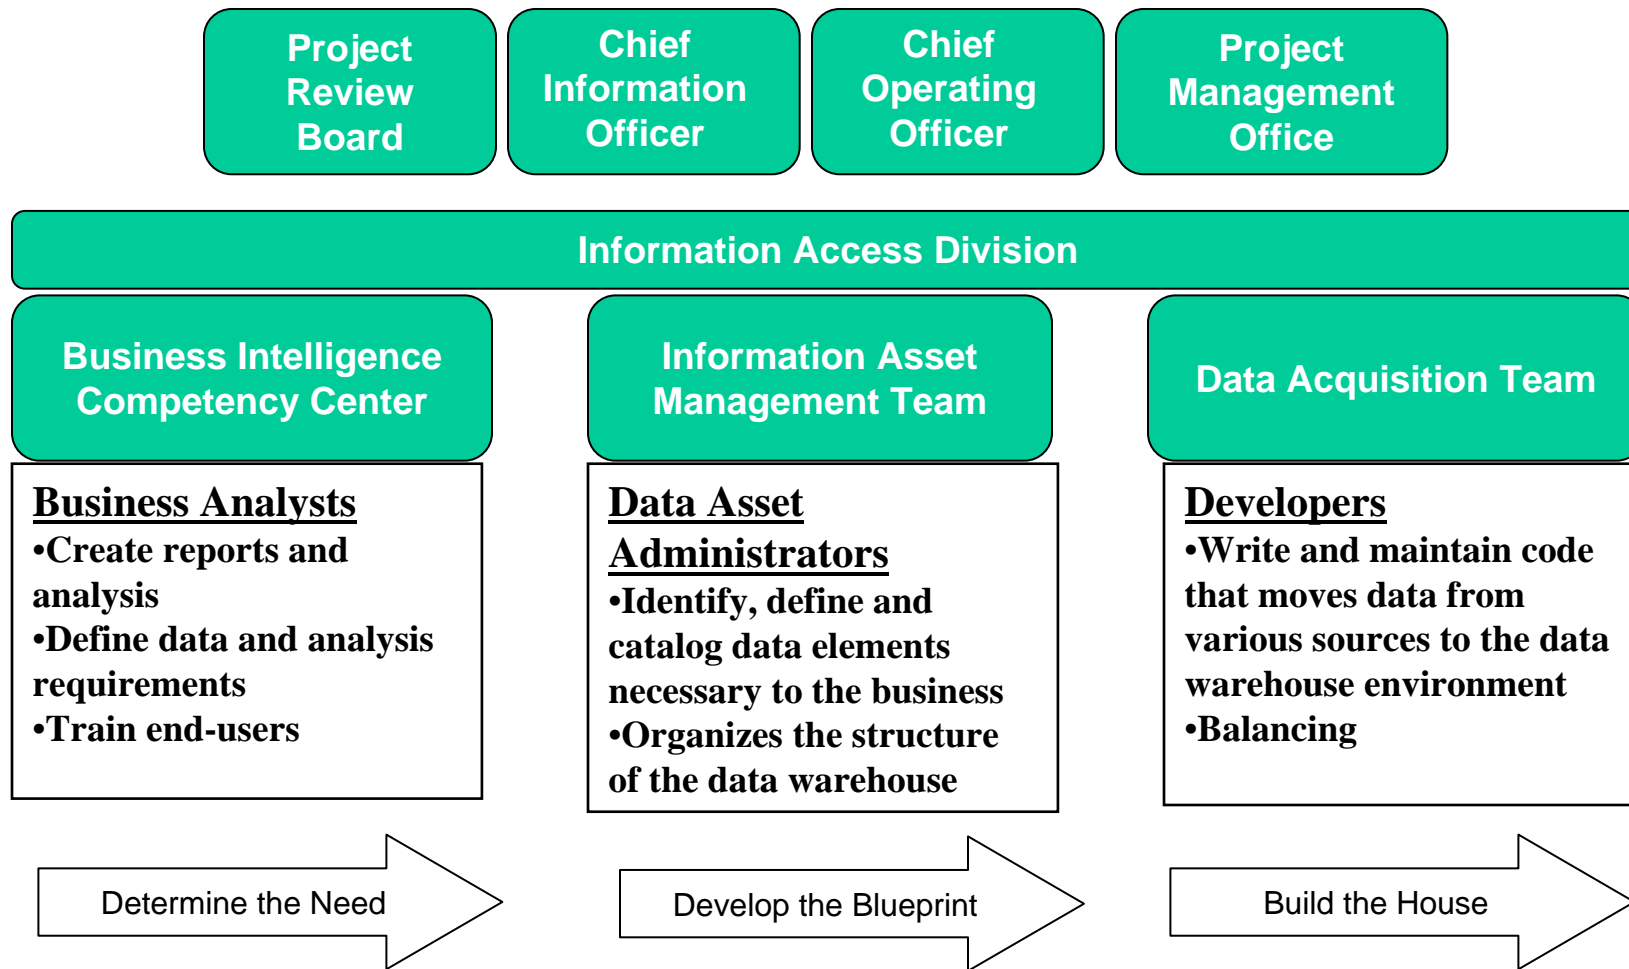 Project
Review
Board
Chief
Information
Officer
Chief
Operating
Officer
Project
Management
Office
Information Access Division
Business Intelligence
Competency Center
Information Asset
Management Team
Data Acquisition Team
Business Analysts
•Create reports and
analysis
•Define data and analysis
requirements
•Train end-users
Data Asset
Administrators
•Identify, define and
catalog data elements
necessary to the business
•Organizes the structure
of the data warehouse
Developers
•Write and maintain code
that moves data from
various sources to the data
warehouse environment
•Balancing
Determine the Need
Develop the Blueprint
Build the House